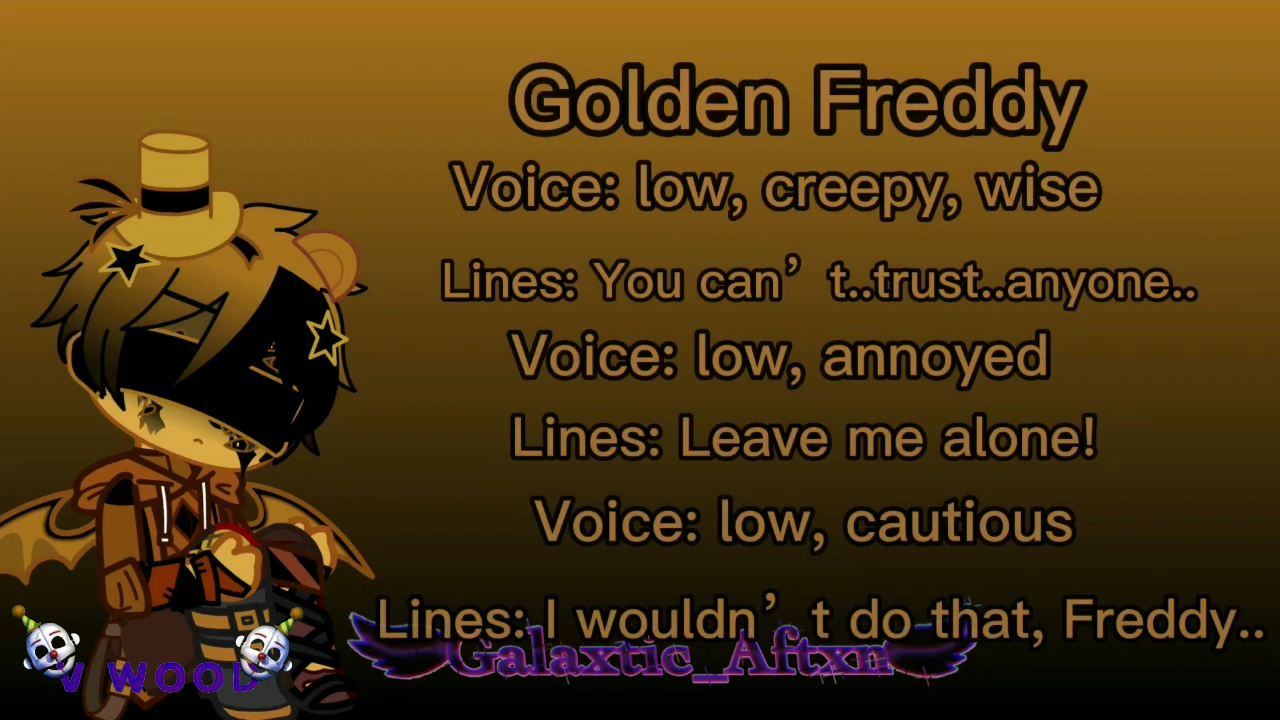 Golden Freddy
Voice: low, creepy, wise
Lines: You can’t..trust..anyone..
Voice: low, annoyed
Lines: Leave me alone!
Voice: low, cautious
Lines: I wouldn’t do that, Freddy..
Galaxtic_Aftxn
V WOOD